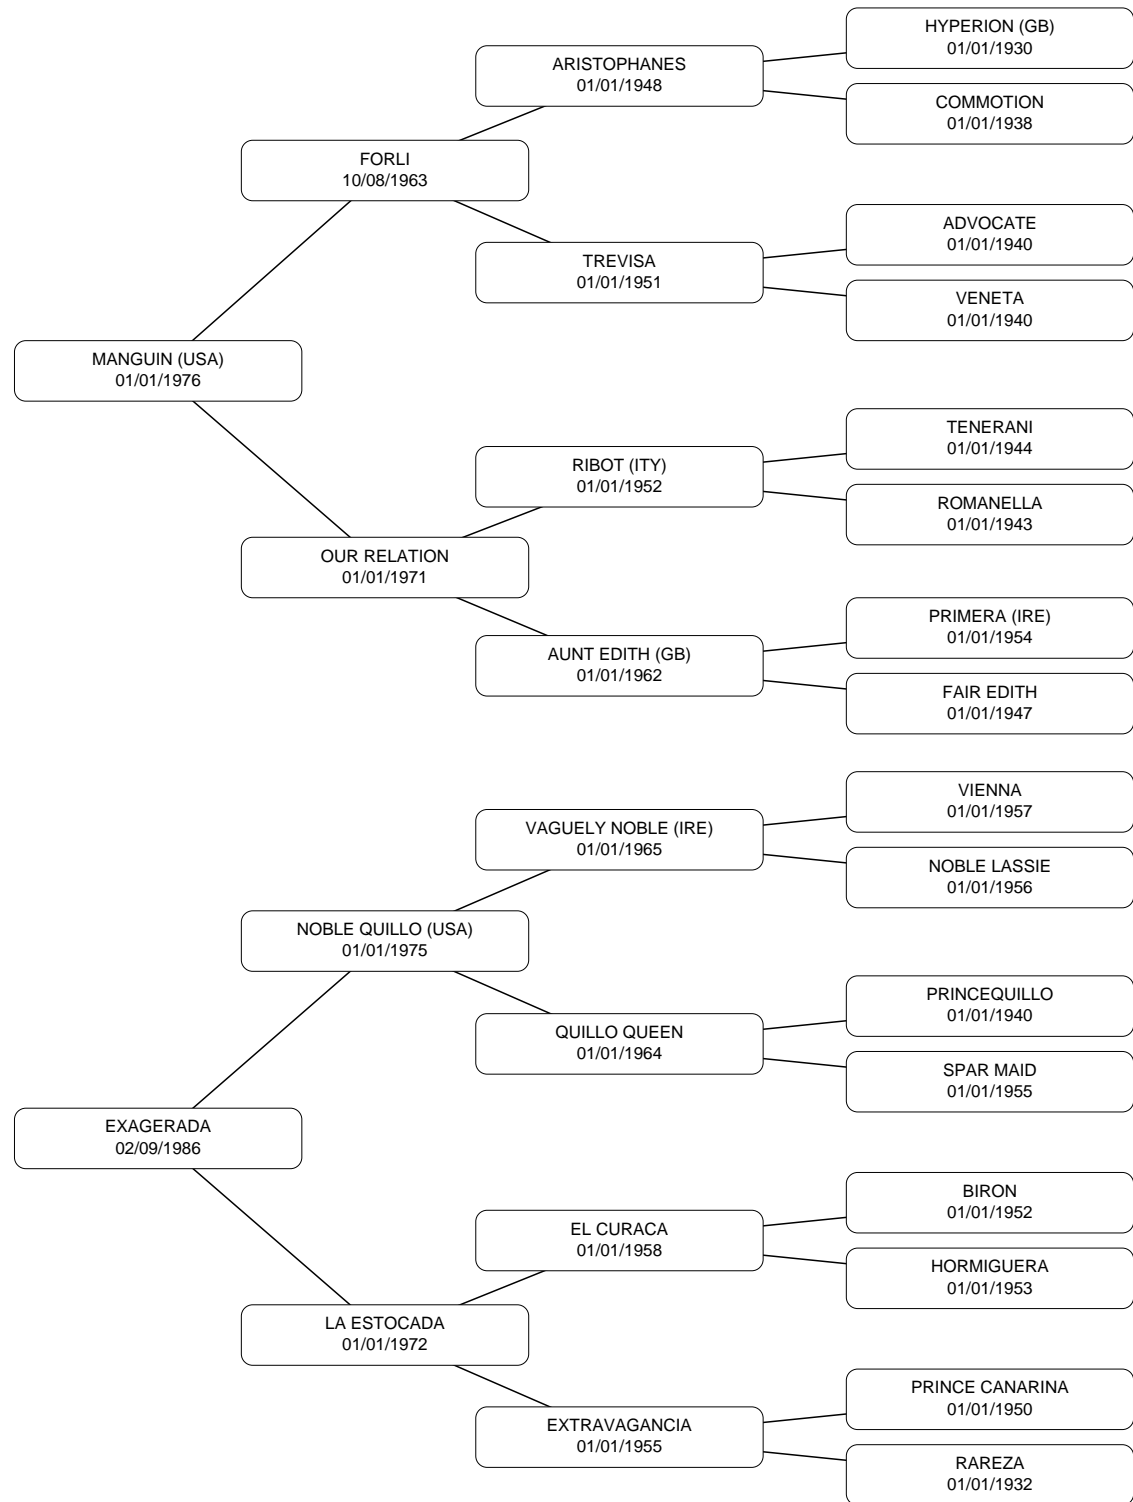 HYPERION (GB)
01/01/1930
ARISTOPHANES
01/01/1948
COMMOTION
01/01/1938
FORLI
10/08/1963
ADVOCATE
01/01/1940
TREVISA
01/01/1951
VENETA
01/01/1940
MANGUIN (USA)
01/01/1976
TENERANI
01/01/1944
RIBOT (ITY)
01/01/1952
ROMANELLA
01/01/1943
OUR RELATION
01/01/1971
PRIMERA (IRE)
01/01/1954
AUNT EDITH (GB)
01/01/1962
FAIR EDITH
01/01/1947
VIENNA
01/01/1957
VAGUELY NOBLE (IRE)
01/01/1965
NOBLE LASSIE
01/01/1956
NOBLE QUILLO (USA)
01/01/1975
PRINCEQUILLO
01/01/1940
QUILLO QUEEN
01/01/1964
SPAR MAID
01/01/1955
EXAGERADA
02/09/1986
BIRON
01/01/1952
EL CURACA
01/01/1958
HORMIGUERA
01/01/1953
LA ESTOCADA
01/01/1972
PRINCE CANARINA
01/01/1950
EXTRAVAGANCIA
01/01/1955
RAREZA
01/01/1932